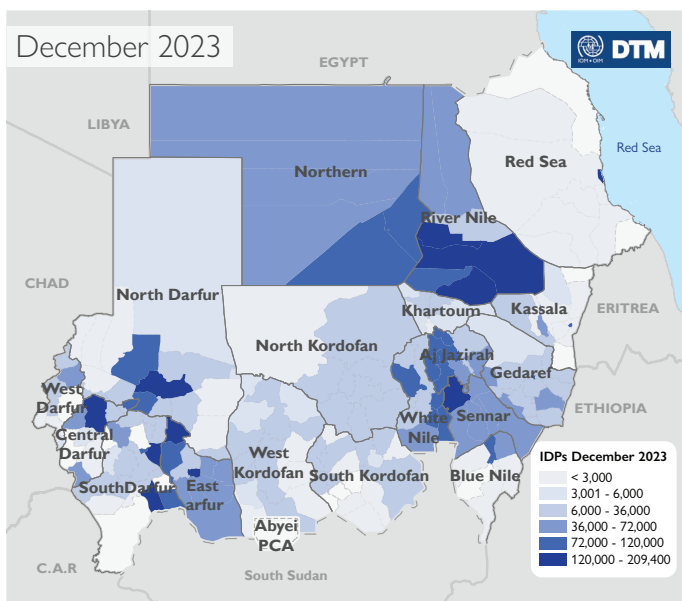 December 2023
IOM • OIM
DTM
EGYPT
LIBYA
Red Sea
Red Sea
Northern
River Nile
CHAD
North Darfur
Khartoum
Kassala
ERITREA
North Kordofan
Aj Jazirah
Gedaref
West
Darfur
White
Nile
Sennar
ETHIOPIA
Central
Darfur
West
Kordofan
South Kordofan
Blue Nile
SouthDarfur
East
arfur
Abyei
PCA
C.A.R
South Sudan
IDPs December 2023
< 3,000
3,001 - 6,000
6,000 - 36,000
36,000 - 72,000
72,000 - 120,000
120,000 - 209,400